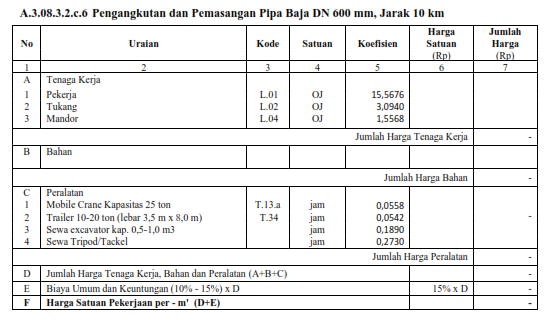 A.3.08.3.2.c.6 Pengangkutan dan Pemasangan Pipa Baja DN 600 mm, Jarak 10 km
No Uraian Kode Satuan Koefisien Harga Satuan (Rp) Jumlah Harga (Rp)
1 2 3 4 5 6 7
A Tenaga Kerja
1 Pekerja L.01 OJ 15,5676
2 Tukang L.02 OJ 3,0940
3 Mandor L.04 OJ 1,5568
Jumlah Harga Tenaga Kerja -
B Bahan
Jumlah Harga Bahan -
C Peralatan
1 Mobile Crane Kapasitas 25 ton T.13.a jam 0,0558
2 Trailer 10-20 ton (lebar 3,5 m x 8,0 m) T.34 jam 0,0542
3 Sewa excavator kap. 0,5-1,0 m3 jam 0,1890
4 Sewa Tripod/Tackel jam 0,2730
Jumlah Harga Peralatan -
D Jumlah Harga Tenaga Kerja, Bahan dan Peralatan (A+B+C) -
E Biaya Umum dan Keuntungan (10% - 15%) x D 15% x D -
F Harga Satuan Pekerjaan per - m' (D+E) -